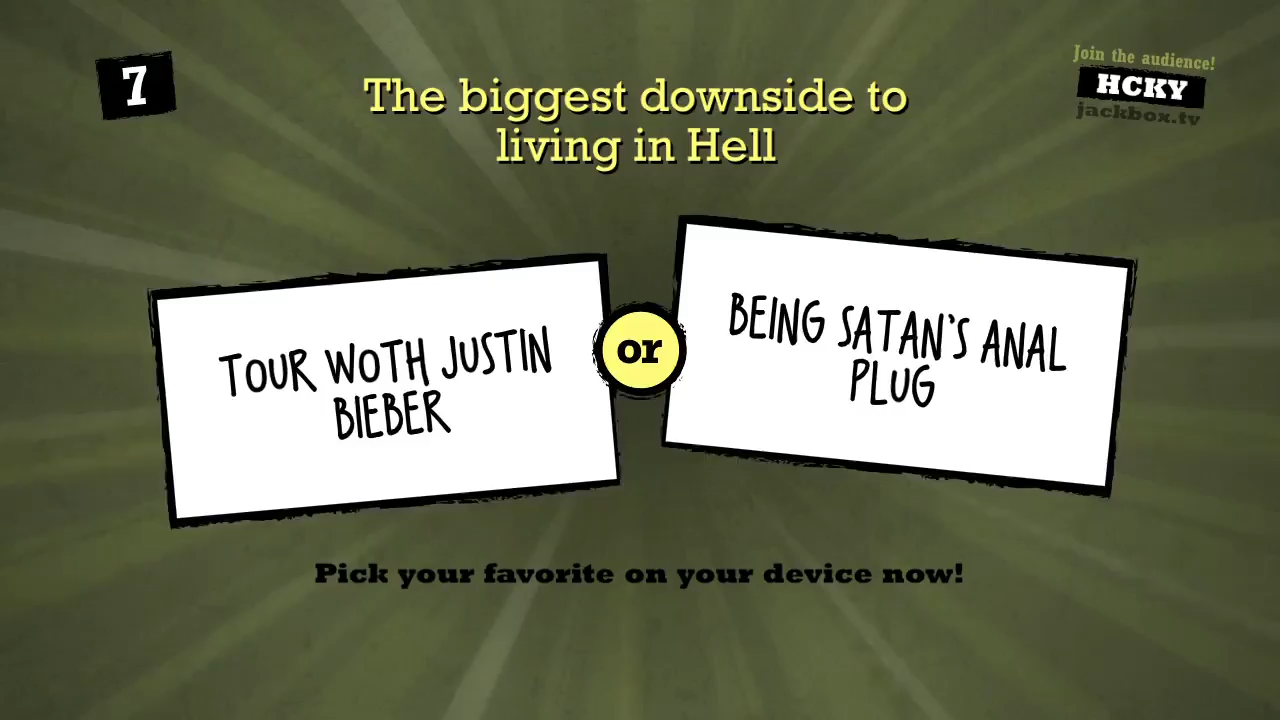 7
The biggest downside to
living in Hell
Join the audience!
HCKY
jackbox.tv
TOUR WOTH JUSTIN
BIEBER
or
BEING SATAN'S ANAL
PLUG
Pick your favorite on your device now!